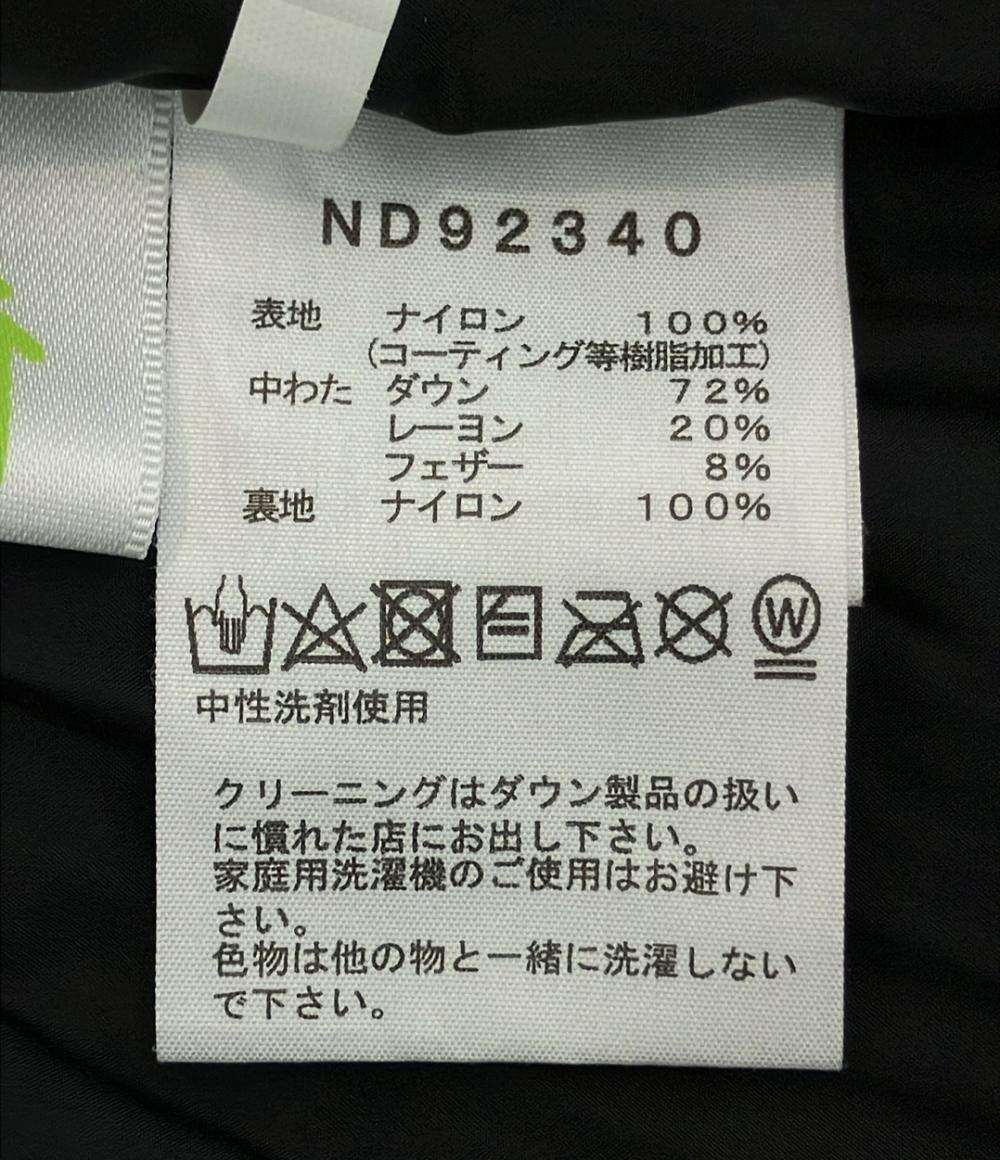 ND92340
表地 ナイロン 100%
(コーティング等樹脂加工)
中わた ダウン 72%
レーヨン 20%
フェザー 8%
裏地 ナイロン 100%
W
中性洗剤使用
クリーニングはダウン製品の扱い
に慣れた店にお出し下さい。
家庭用洗濯機のご使用はお避け下
さい。
色物は他の物と一緒に洗濯しない
で下さい。